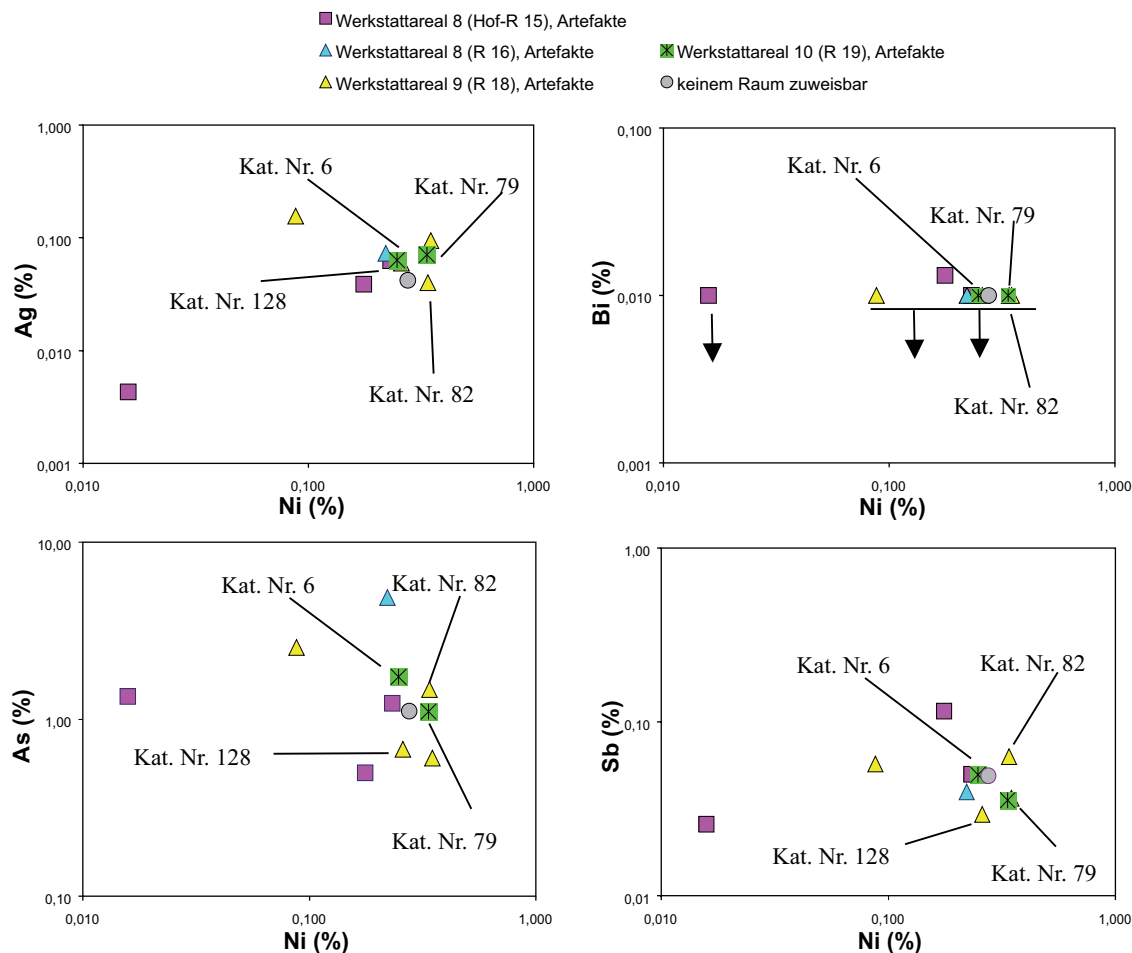 Werkstattareal 8 (Hof-R 15), Artefakte
Werkstattareal 8 (R 16), Artefakte
Werkstattareal 10 (R 19), Artefakte
Werkstattareal 9 (R 18), Artefakte
keinem Raum zuweisbar
1,000
0,100
0,010
0,001
Ag (%)
Kat. Nr. 6
Kat. Nr. 79
Kat. Nr. 128
Kat. Nr. 82
0,010
0,100
1,000
Ni (%)
0,100
0,010
0,001
Bi (%)
Kat. Nr. 6
Kat. Nr. 79
Kat. Nr. 82
0,010
0,100
1,000
Ni (%)
10,00
1,00
0,10
As (%)
Kat. Nr. 6
Kat. Nr. 82
Kat. Nr. 128
Kat. Nr. 79
0,010
0,100
1,000
Ni (%)
1,00
0,10
0,01
Sb (%)
Kat. Nr. 6
Kat. Nr. 82
Kat. Nr. 128
Kat. Nr. 79
0,010
0,100
1,000
Ni (%)